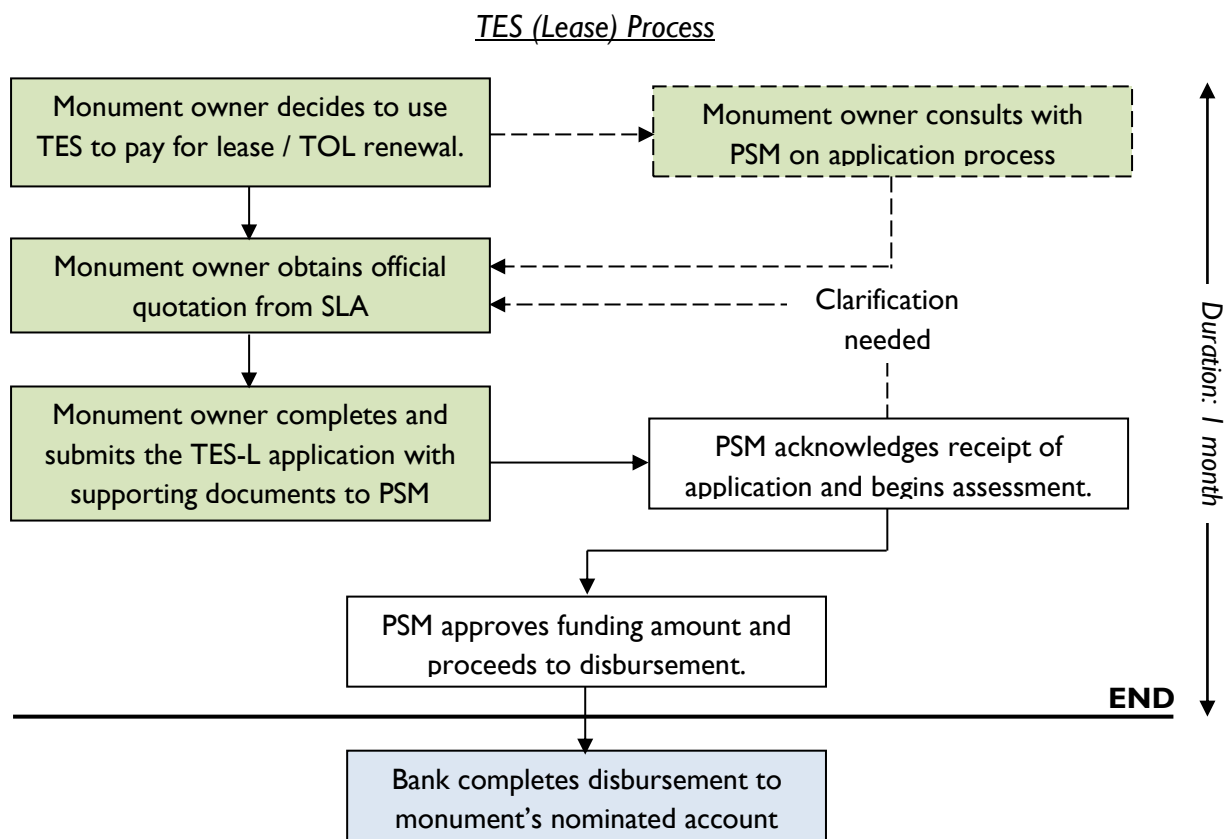 TES (Lease) Process
Monument owner decides to use
TES to pay for lease / TOL renewal.
Monument owner consults with
PSM on application process
Monument owner obtains official
quotation from SLA
Clarification
needed
Monument owner completes and
submits the TES-L application with
supporting documents to PSM
PSM acknowledges receipt of
application and begins assessment.
Duration: 1 month
PSM approves funding amount and
proceeds to disbursement.
END
Bank completes disbursement to
monument's nominated account